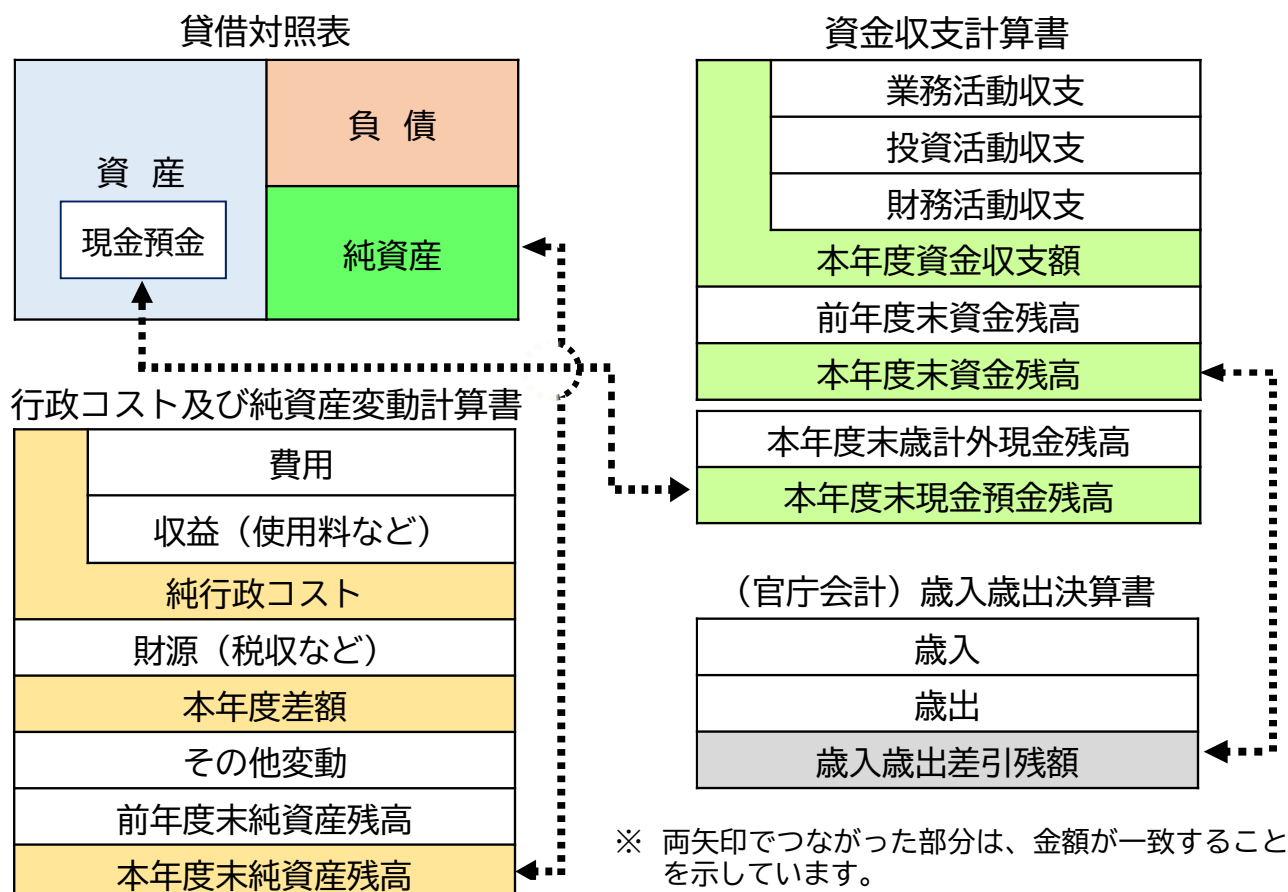 貸借対照表
資 産
現金預金
負 債
純資産
行政コスト及び純資産変動計算書
費用
収益（使用料など）
純行政コスト
財源（税収など）
本年度差額
その他変動
前年度末純資産残高
本年度末純資産残高
資金収支計算書
業務活動収支
投資活動収支
財務活動収支
本年度資金収支額
前年度末資金残高
本年度末資金残高
本年度末歳計外現金残高
本年度末現金預金残高
（官庁会計）歳入歳出決算書
歳入
歳出
歳入歳出差引残額
※ 両矢印でつながった部分は、金額が一致すること
を示しています。